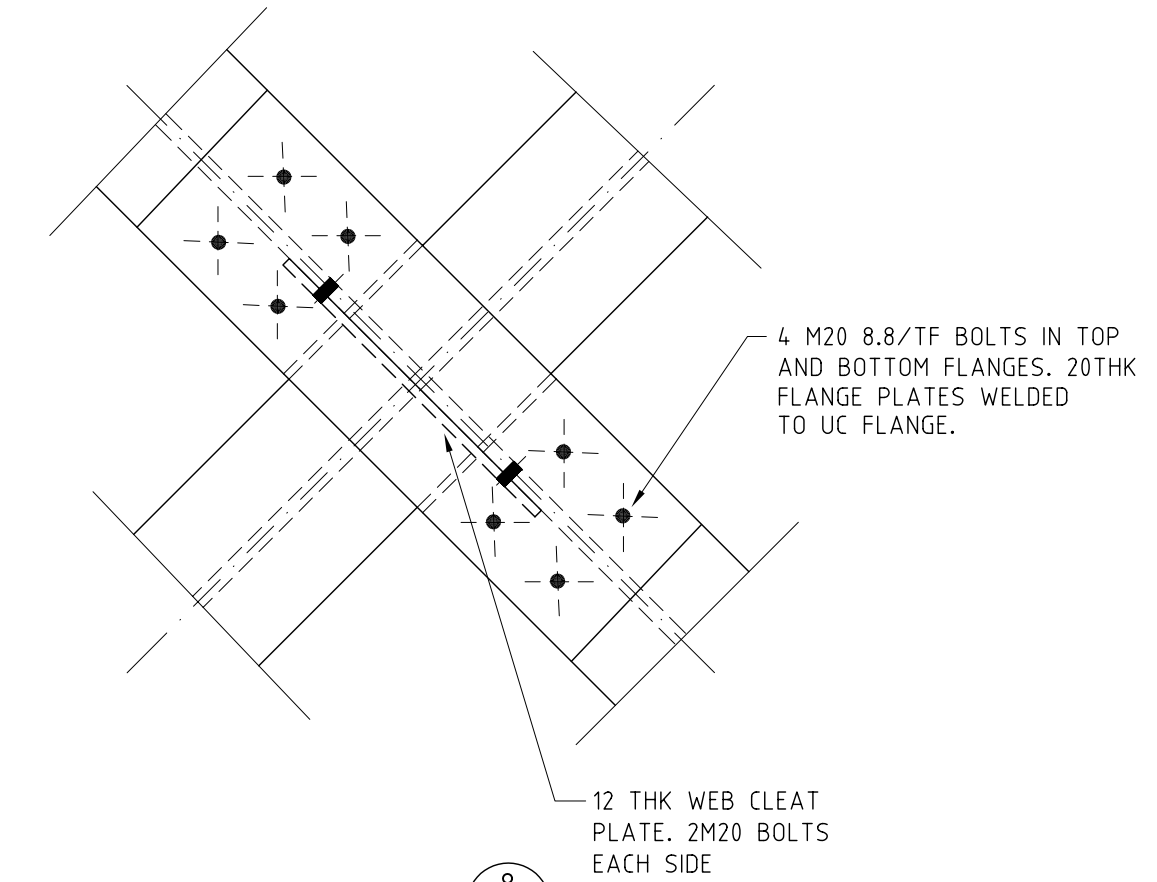 4 M20 8.8/TF BOLTS IN TOP
AND BOTTOM FLANGES. 20THK
FLANGE PLATES WELDED
TO UC FLANGE.
12 THK WEB CLEAT
PLATE. 2M20 BOLTS
EACH SIDE